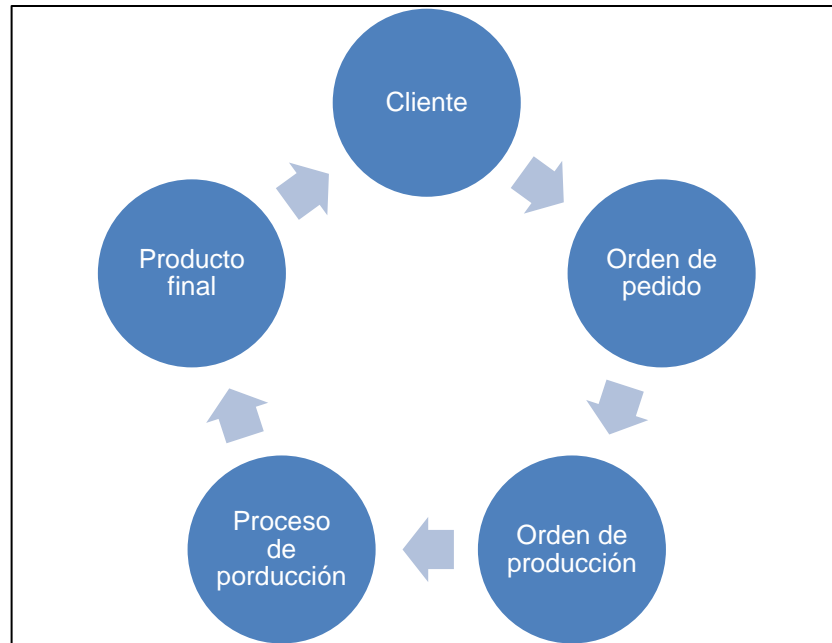 Cliente
Orden de
pedido
Orden de
producción
Proceso
de
porducción
Producto
final